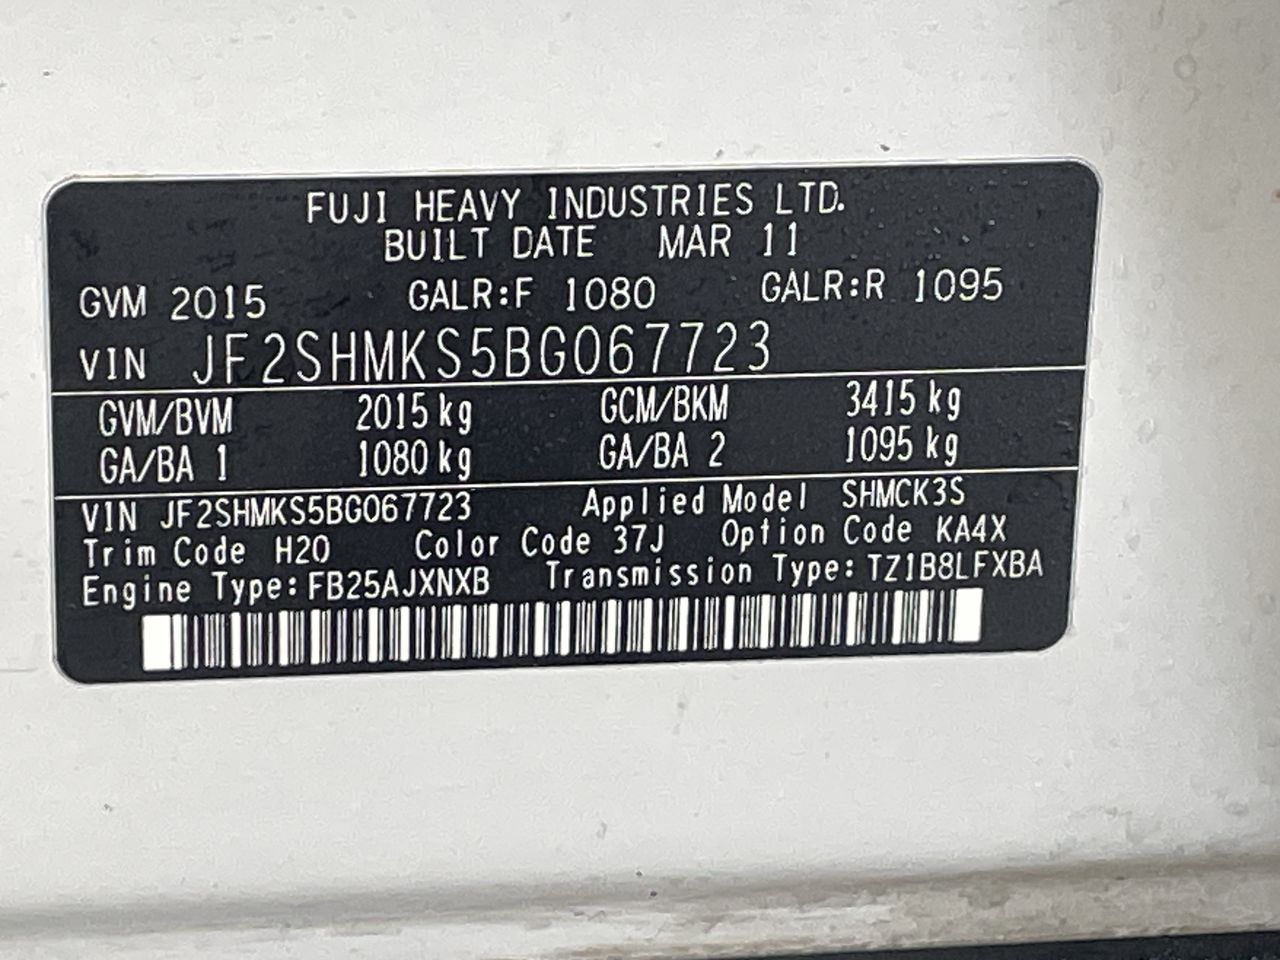 FUJI HEAVY INDUSTRIES LTD.
BUILT DATE MAR 11
GVM 2015 GALR:F 1080 GALR:R 1095
VIN JF2SHMKS5BG067723
GVM/BVM 2015 kg GCM/BKM 3415 kg
GA/BA 1 1080 kg GA/BA 2 1095 kg
VIN JF2SHMKS5BG067723 Applied Model SHMCK3S
Trim Code H20 Color Code 37J Option Code KA4X
Engine Type: FB25AJXNXB Transmission Type: TZ1B8LFXBA